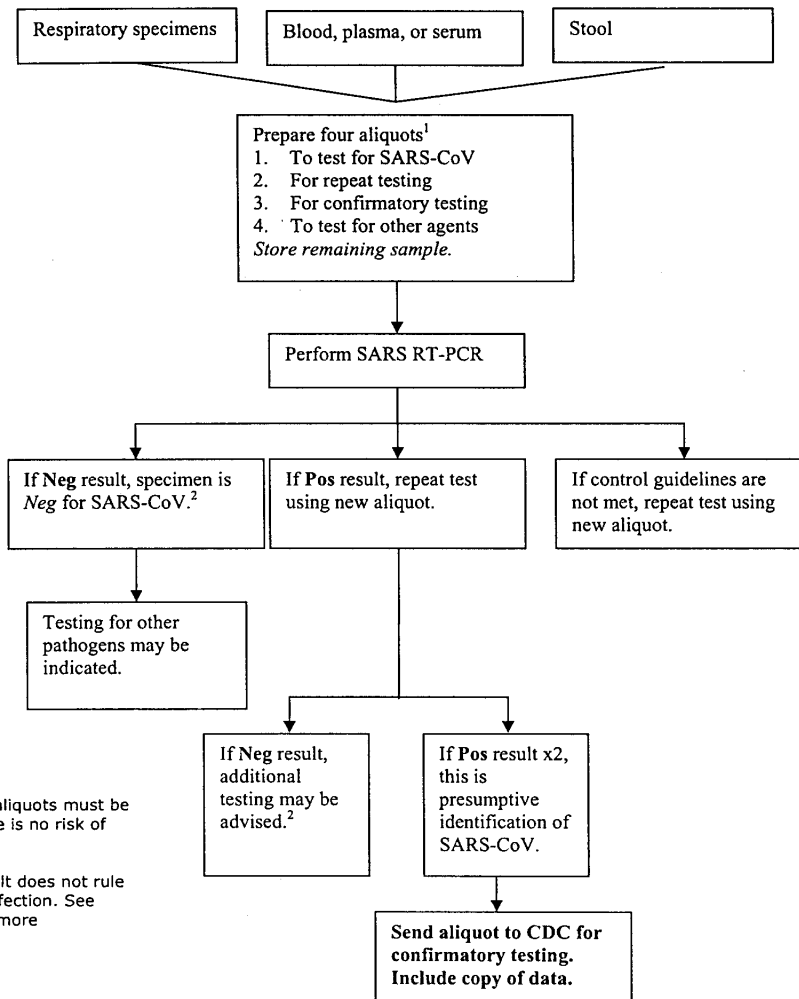 Respiratory specimens
Blood, plasma, or serum
Stool
Prepare four aliquots1
1. To test for SARS-CoV
2. For repeat testing
3. For confirmatory testing
4. To test for other agents
Store remaining sample.
Perform SARS RT-PCR
If Neg result, specimen is
Neg for SARS-CoV.2
If Pos result, repeat test
using new aliquot.
If control guidelines are
not met, repeat test using
new aliquot.
Testing for other
pathogens may be
indicated.
If Neg result,
additional
testing may be
advised.2
If Pos result x2,
this is
presumptive
identification of
SARS-CoV.
Send aliquot to CDC for
confirmatory testing.
Include copy of data.
aliquots must be
e is no risk of
lt does not rule
fection. See
more